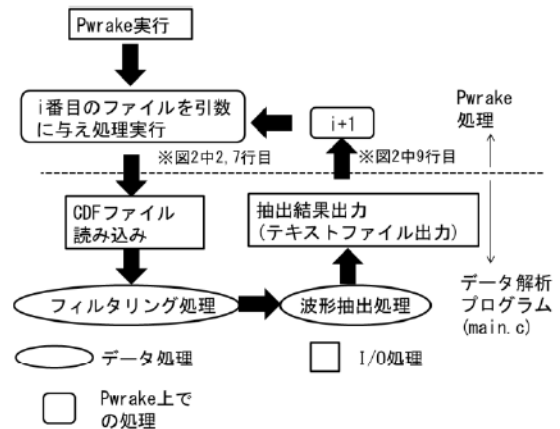 Pwrake実行
i番目のファイルを引数
に与え処理実行
i+1
Pwrake
処理
※図2中2,7行目
※図2中9行目
CDFファイル
読み込み
抽出結果出力
(テキストファイル出力)
フィルタリング処理
波形抽出処理
データ解析
プログラム
(main.c)
データ処理
I/O処理
Pwrake上で
の処理